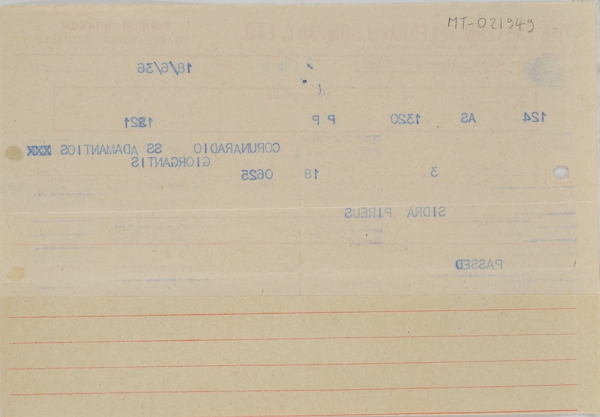 MT-021949
18/6/36
124 AS 1320 P P 1321
CORUNARADIO SS ADAMANTIOS XXX
GIORGANTIS
3 18 0625
SIDRA PIREUS
PASSED